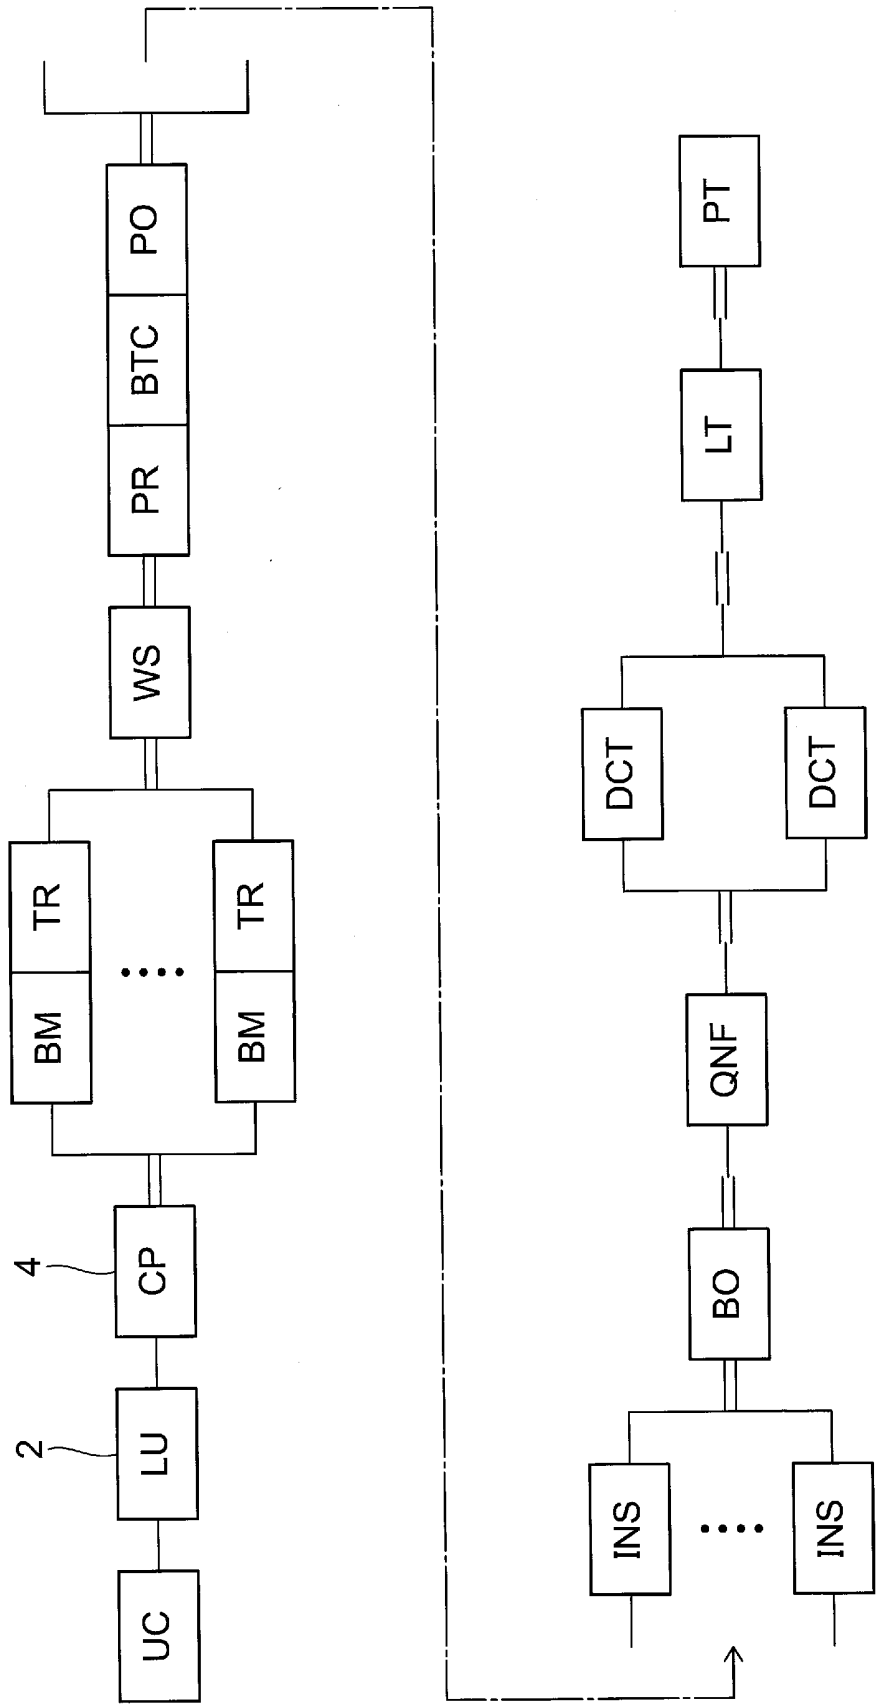 UC
LU
2
CP
4
BM TR
BM TR
WS
PR BTC PO
INS
INS
BO
QNF
DCT
DCT
LT
PT